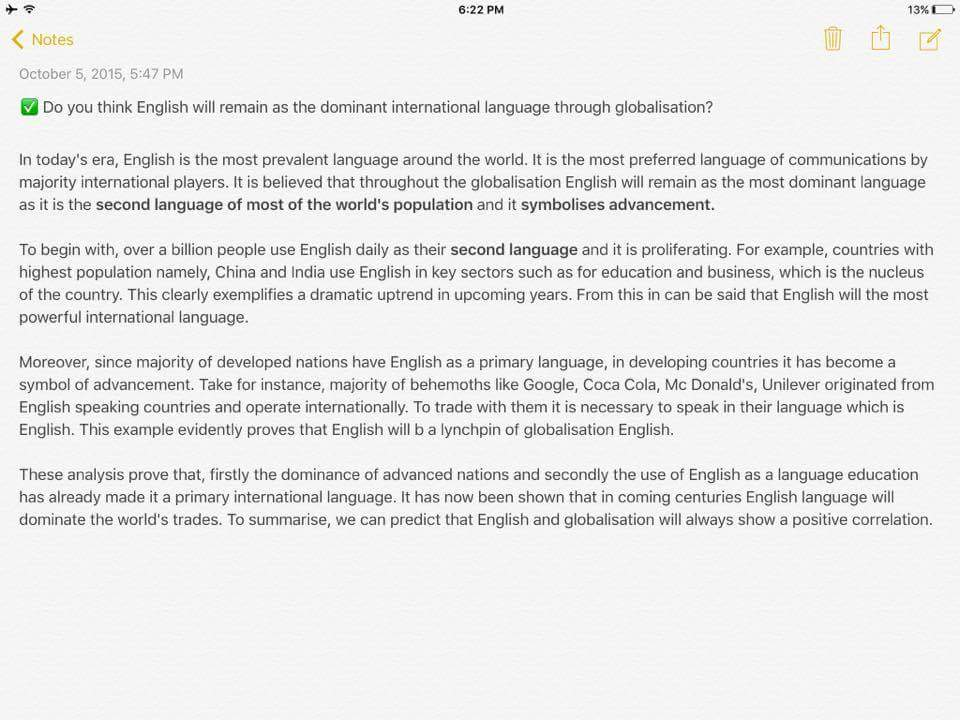 6:22 PM
13%
Notes
October 5, 2015, 5:47 PM
✅ Do you think English will remain as the dominant international language through globalisation?
In today's era, English is the most prevalent language around the world. It is the most preferred language of communications by
majority international players. It is believed that throughout the globalisation English will remain as the most dominant language
as it is the second language of most of the world's population and it symbolises advancement.
To begin with, over a billion people use English daily as their second language and it is proliferating. For example, countries with
highest population namely, China and India use English in key sectors such as for education and business, which is the nucleus
of the country. This clearly exemplifies a dramatic uptrend in upcoming years. From this in can be said that English will the most
powerful international language.
Moreover, since majority of developed nations have English as a primary language, in developing countries it has become a
symbol of advancement. Take for instance, majority of behemoths like Google, Coca Cola, Mc Donald's, Unilever originated from
English speaking countries and operate internationally. To trade with them it is necessary to speak in their language which is
English. This example evidently proves that English will b a lynchpin of globalisation English.
These analysis prove that, firstly the dominance of advanced nations and secondly the use of English as a language education
has already made it a primary international language. It has now been shown that in coming centuries English language will
dominate the world's trades. To summarise, we can predict that English and globalisation will always show a positive correlation.